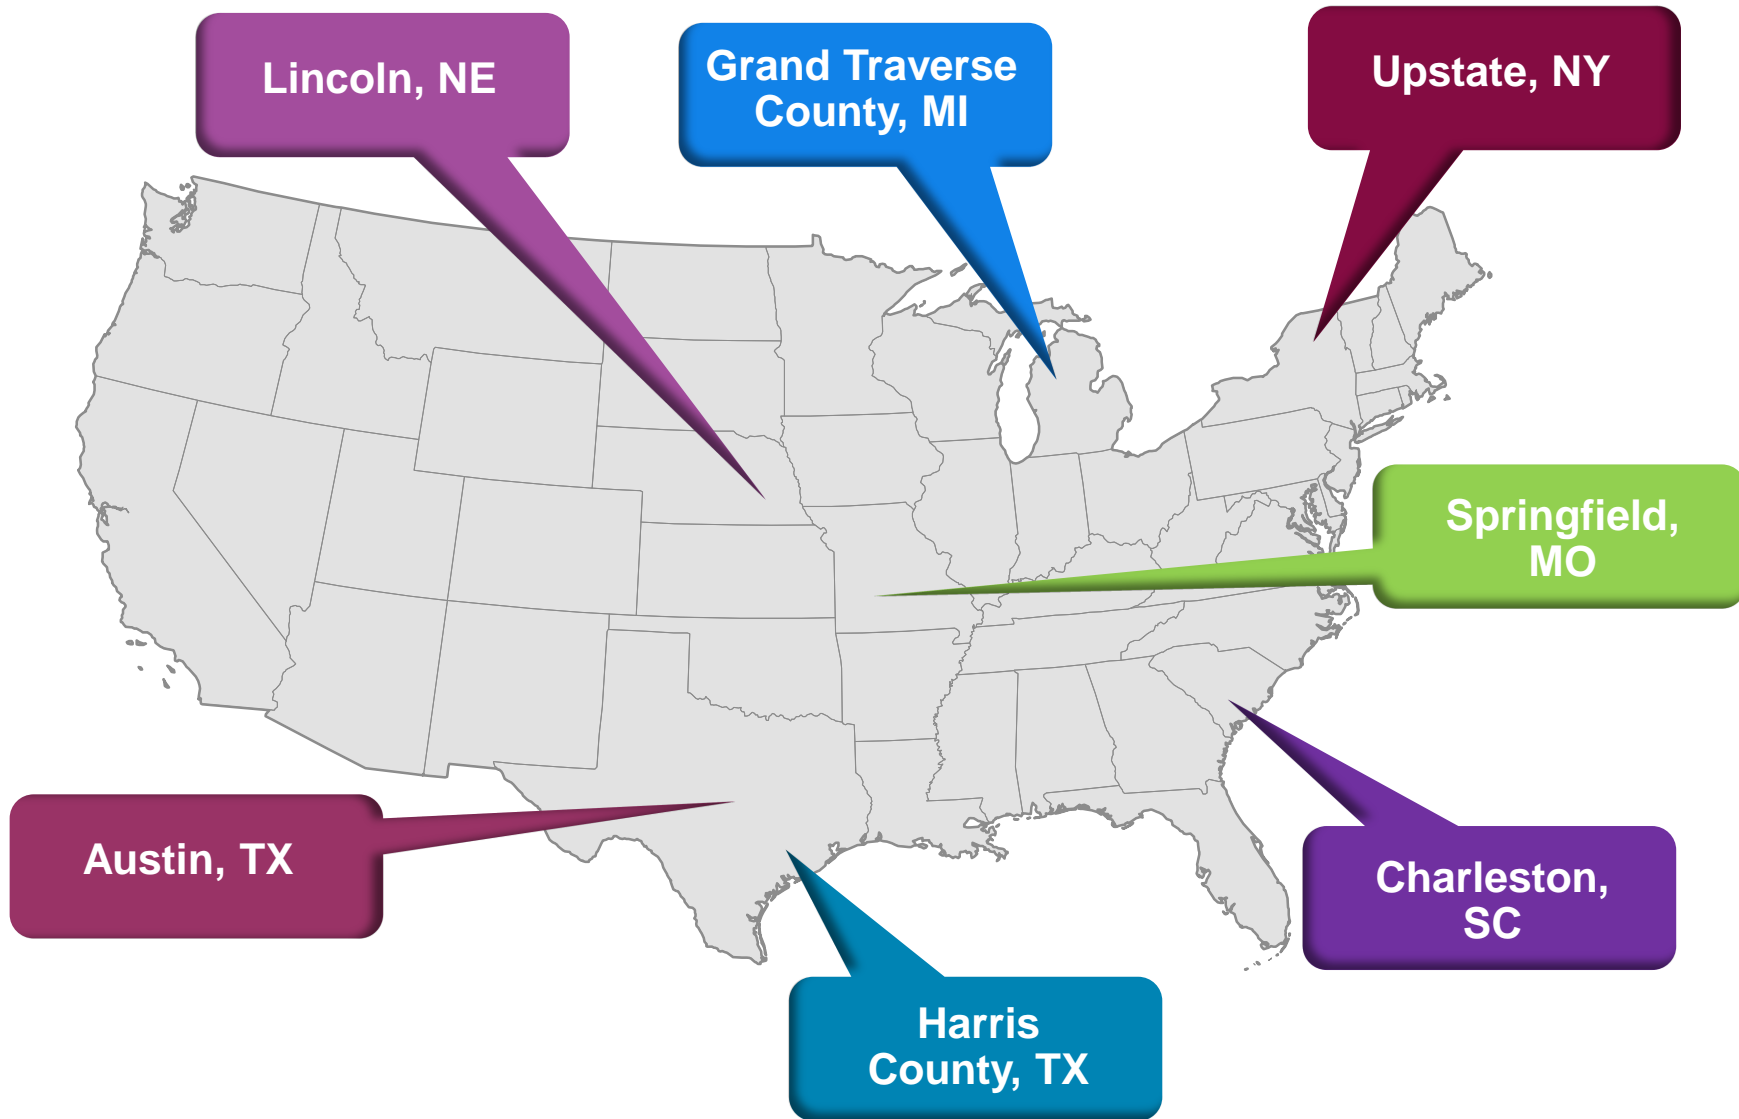 Lincoln, NE
Grand Traverse
County, MI
Upstate, NY
Springfield,
MO
Austin, TX
Charleston,
SC
Harris
County, TX